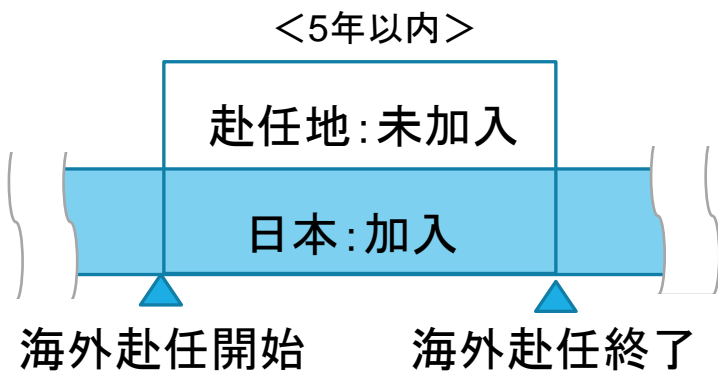 ＜5年以内＞
赴任地：未加入
日本：加入
海外赴任開始
海外赴任終了